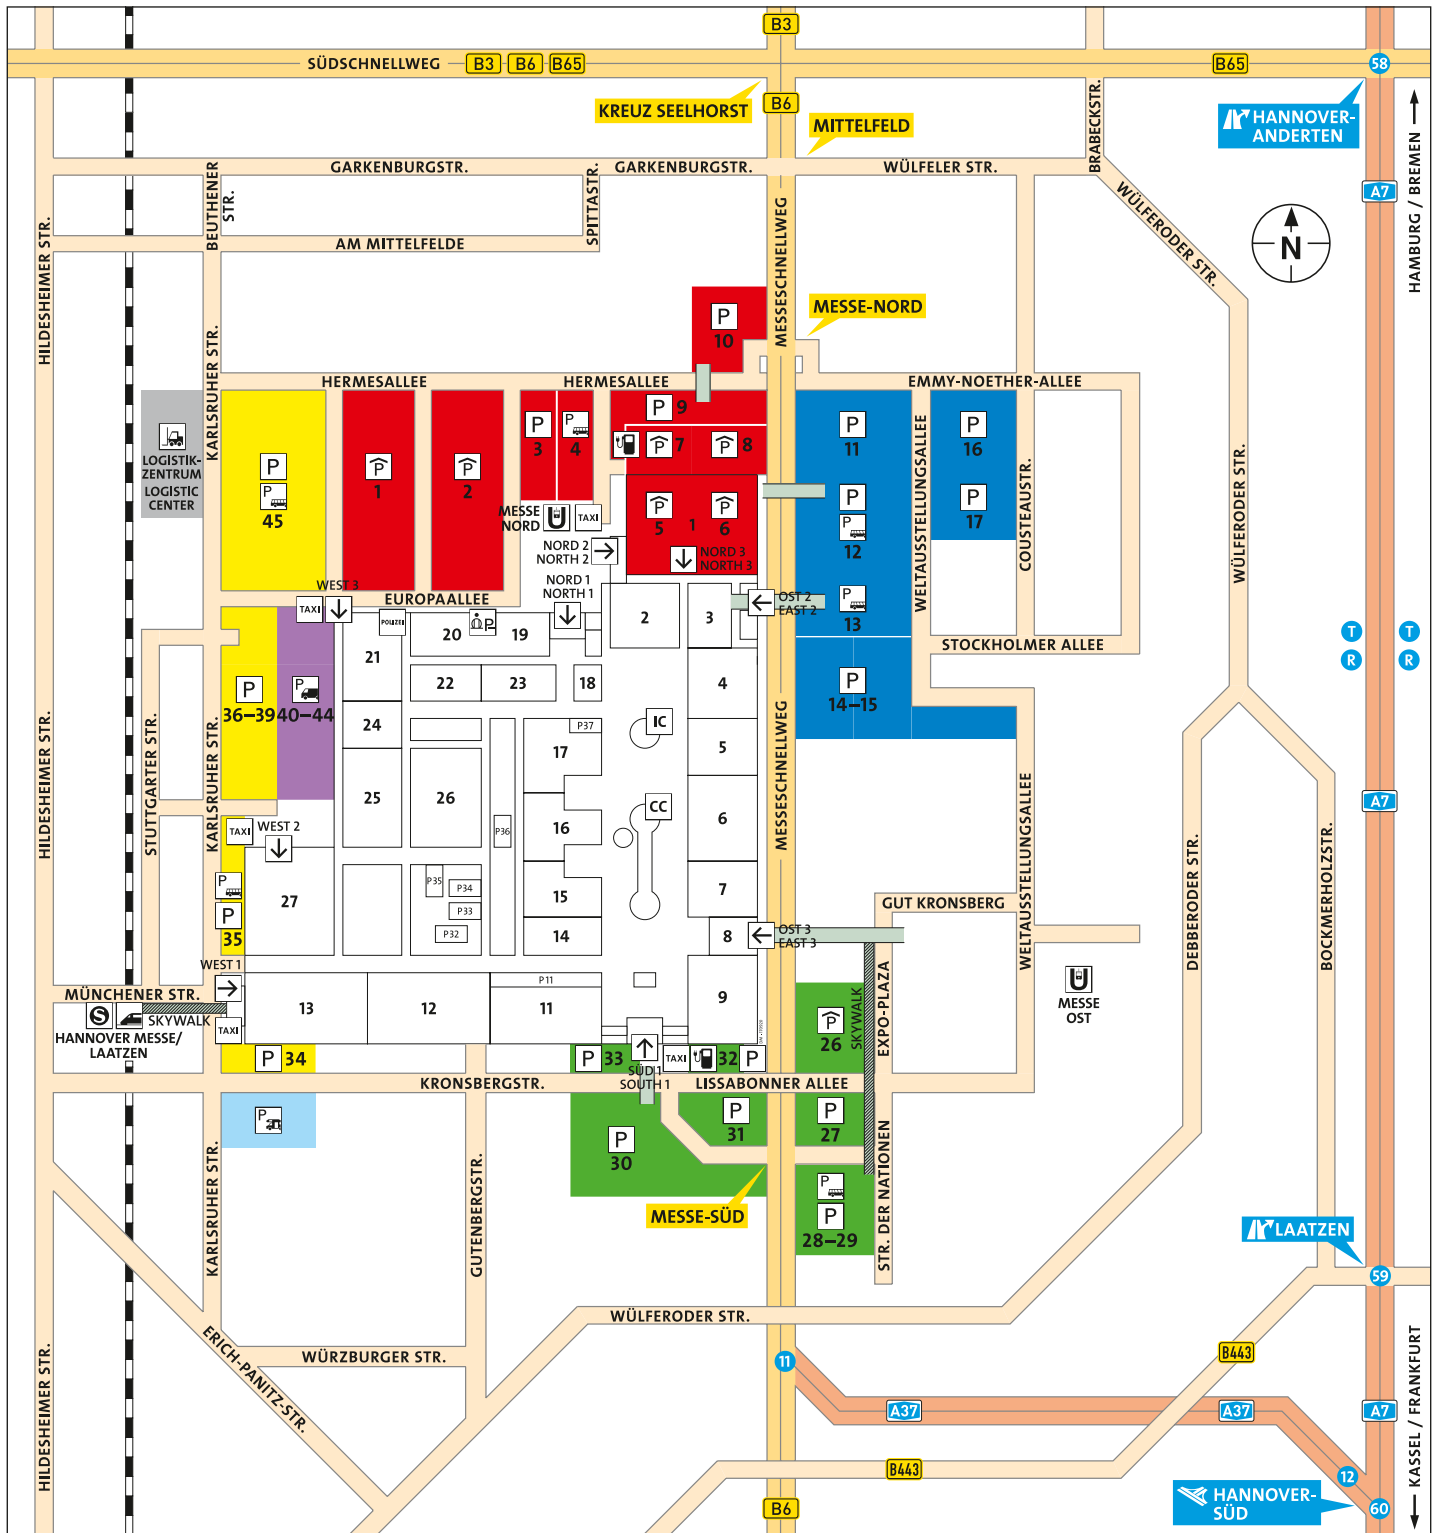 B3
SÜDSCHNELLWEG
B3
B6
B65
B65
58
KREUZ SEELHORST
B6
MITTELFELD
HANNOVER-
ANDERTEN
HAMBURG / BREMEN
GARKENBURGSTR.
GARKENBURGSTR.
WÜLFELER STR.
BRABECKSTR.
BEUTHENER
STR.
SPITTASTR.
A7
WÜLFERODER STR.
AM MITTELFELDE
N
HILDESHEIMER STR.
MESSESCHNELLWEG
MESSE-NORD
P
10
KARLSRUHER STR.
HERMESALLEE
HERMESALLEE
EMMY-NOETHER-ALLEE
LOGISTIK-
ZENTRUM
LOGISTIC
CENTER
P
P
45
P
1
P
2
P
3
P
4
P
9
P
7
P
8
P
5
1
P
6
P
11
P
P
12
P
13
P
14–15
P
16
P
17
WELTAUSSTELLUNGSALLEE
COUSTEAUSTR.
WÜLFERODER STR.
MESSE
NORD
U
TAXI
NORD 2
NORTH 2
NORD 3
NORTH 3
NORD 1
NORTH 1
WEST 3
TAXI
EUROPAALLEE
POLIZEI
20
19
2
3
OST 2
EAST 2
STOCKHOLMER ALLEE
T
R
T
R
21
22
23
18
4
P
36–39
P
40–44
24
P37
17
IC
5
HILDESHEIMER STR.
STUTTGARTER STR.
KARLSRUHER STR.
25
26
P36
16
CC
6
MESSESCHNELLWEG
WELTAUSSTELLUNGSALLEE
A7
TAXI
WEST 2
27
P35
P34
P33
P32
15
14
7
8
P
P
35
OST 3
EAST 3
GUT KRONSBERG
DEBBERODER STR.
BOCKMERHOLZSTR.
WEST 1
MÜNCHENER STR.
S
SKYWALK
HANNOVER MESSE/
LAATZEN
TAXI
13
12
P11
11
9
P
26
SKYWALK
EXPO-PLAZA
U
MESSE
OST
P
34
P
33
SÜD 1
SOUTH 1
TAXI
32
P
KRONSBERGSTR.
LISSABONNER ALLEE
P
P
30
P
31
P
27
P
P
28–29
STR. DER NATIONEN
MESSE-SÜD
KARLSRUHER STR.
GUTENBERGSTR.
LAATZEN
59
WÜLFERODER STR.
ERICH-PANITZ-STR.
WÜRZBURGER STR.
HILDESHEIMER STR.
11
B443
A37
A37
A7
B443
12
HANNOVER-
SÜD
60
B6
KASSEL / FRANKFURT